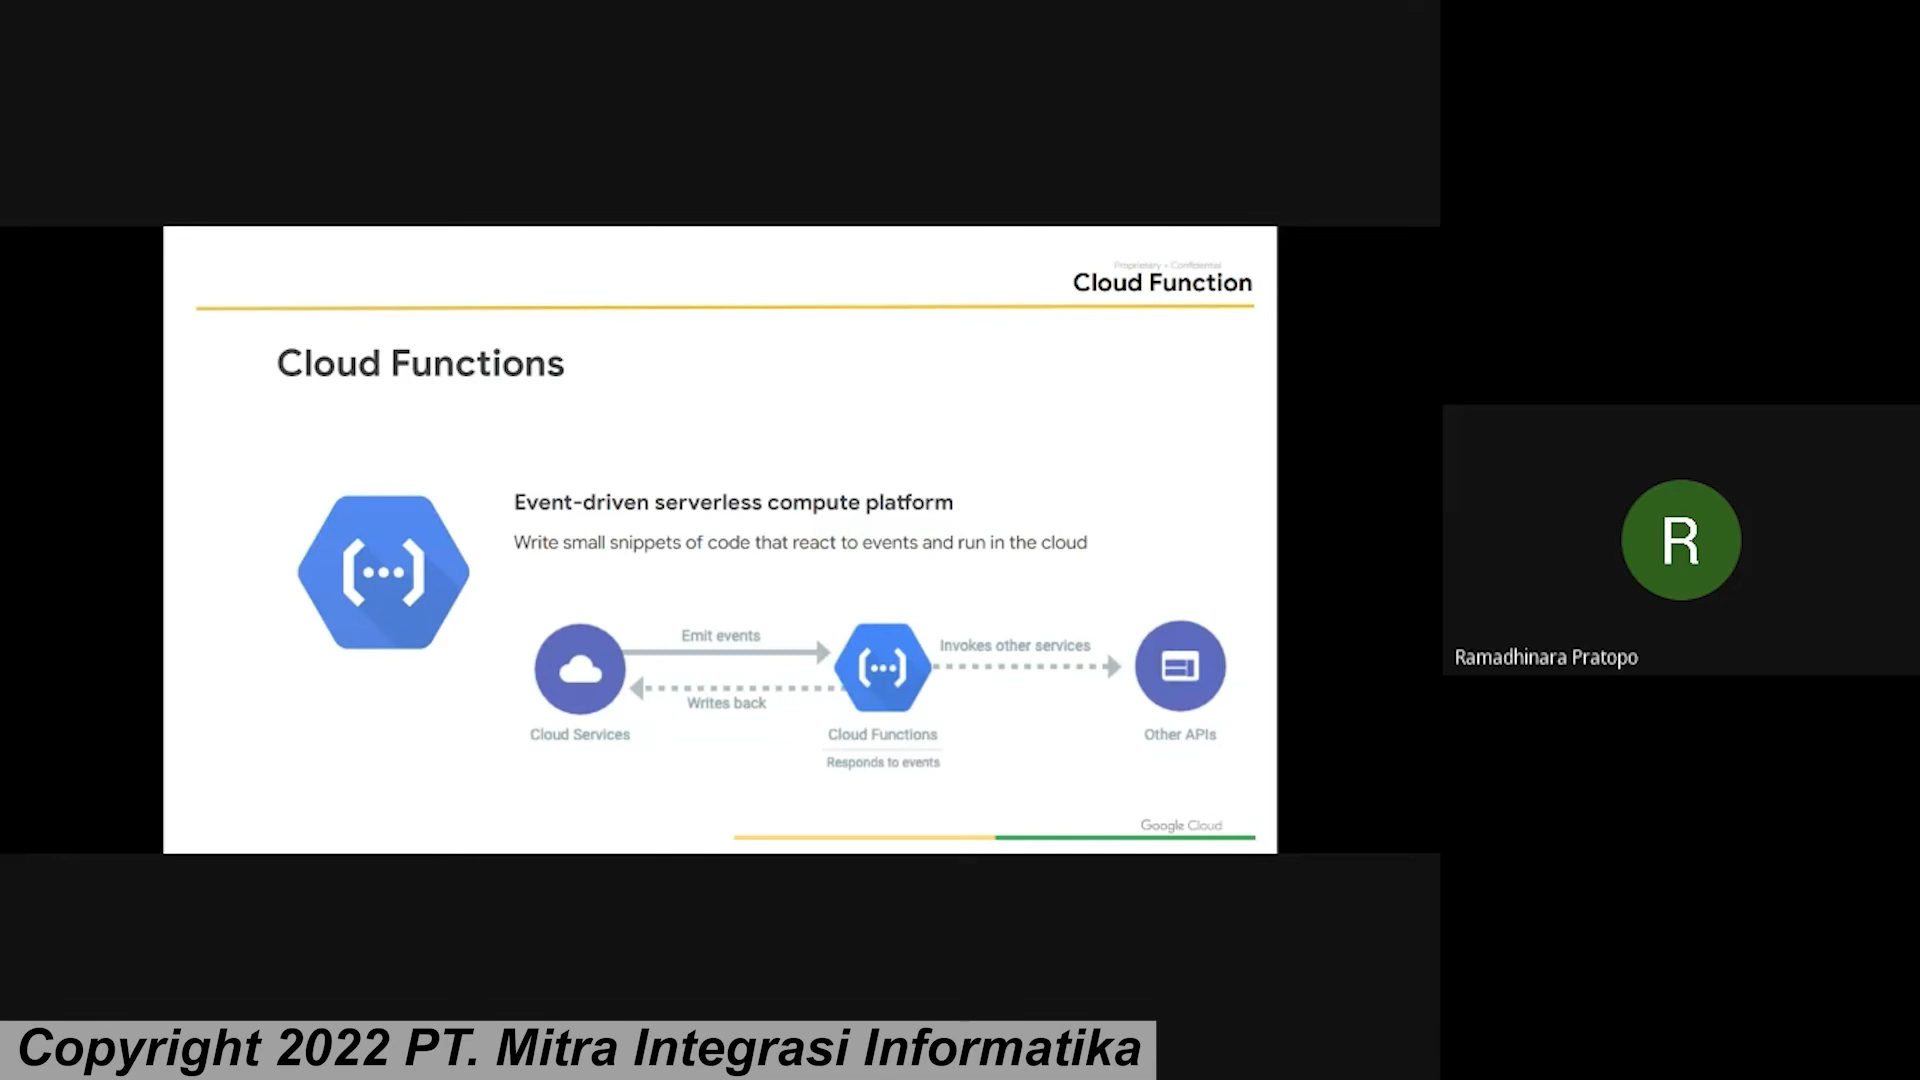 Proprietary + Confidential
Cloud Function
Cloud Functions
Event-driven serverless compute platform
Write small snippets of code that react to events and run in the cloud
Emit events
Invokes other services
Writes back
Cloud Services
Cloud Functions
Other APIs
Responds to events
Google Cloud
R
Ramadhinara Pratopo
Copyright 2022 PT. Mitra Integrasi Informatika